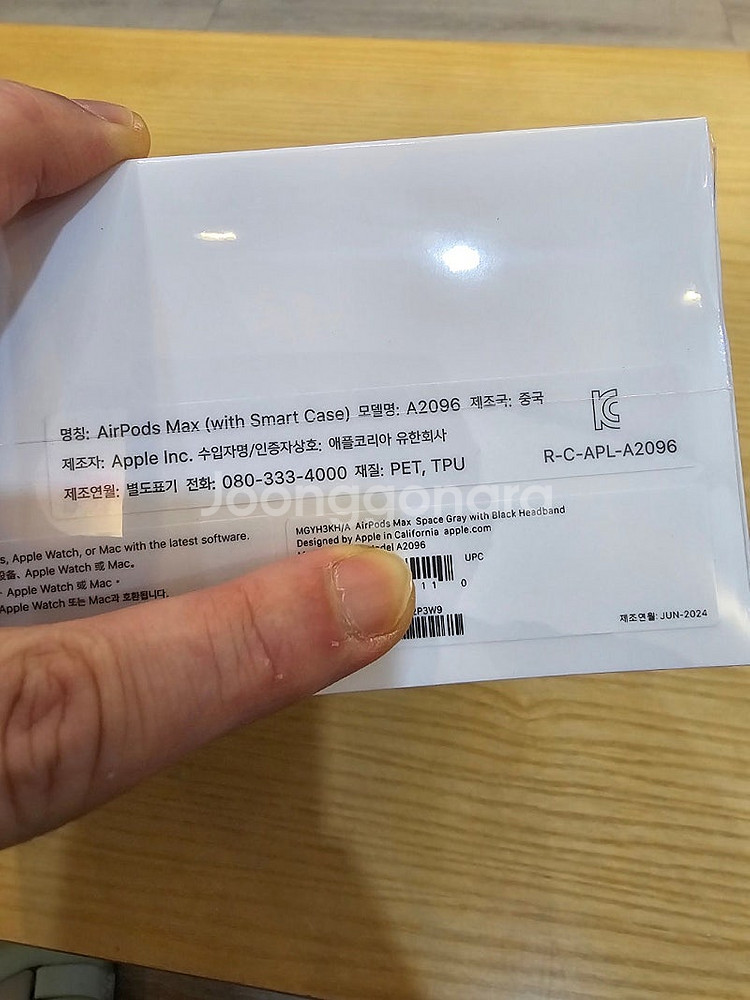 명칭: AirPods Max (with Smart Case) 모델명: A2096 제조국: 중국
제조자: Apple Inc. 수입자명/인증자상호: 애플코리아 유한회사
제조연월: 별도표기 전화: 080-333-4000 재질: PET, TPU
R-C-APL-A2096
Joonggonara
s, Apple Watch, or Mac with the latest software.
Apple Watch 或 Mac。
Apple Watch 或 Mac。
Apple Watch 또는 Mac과 호환됩니다.
MGYH3KH/A AirPods Max Space Gray with Black Headband
Designed by Apple in California apple.com
A2096
UPC
11 0
2P3W9
제조연월: JUN-2024